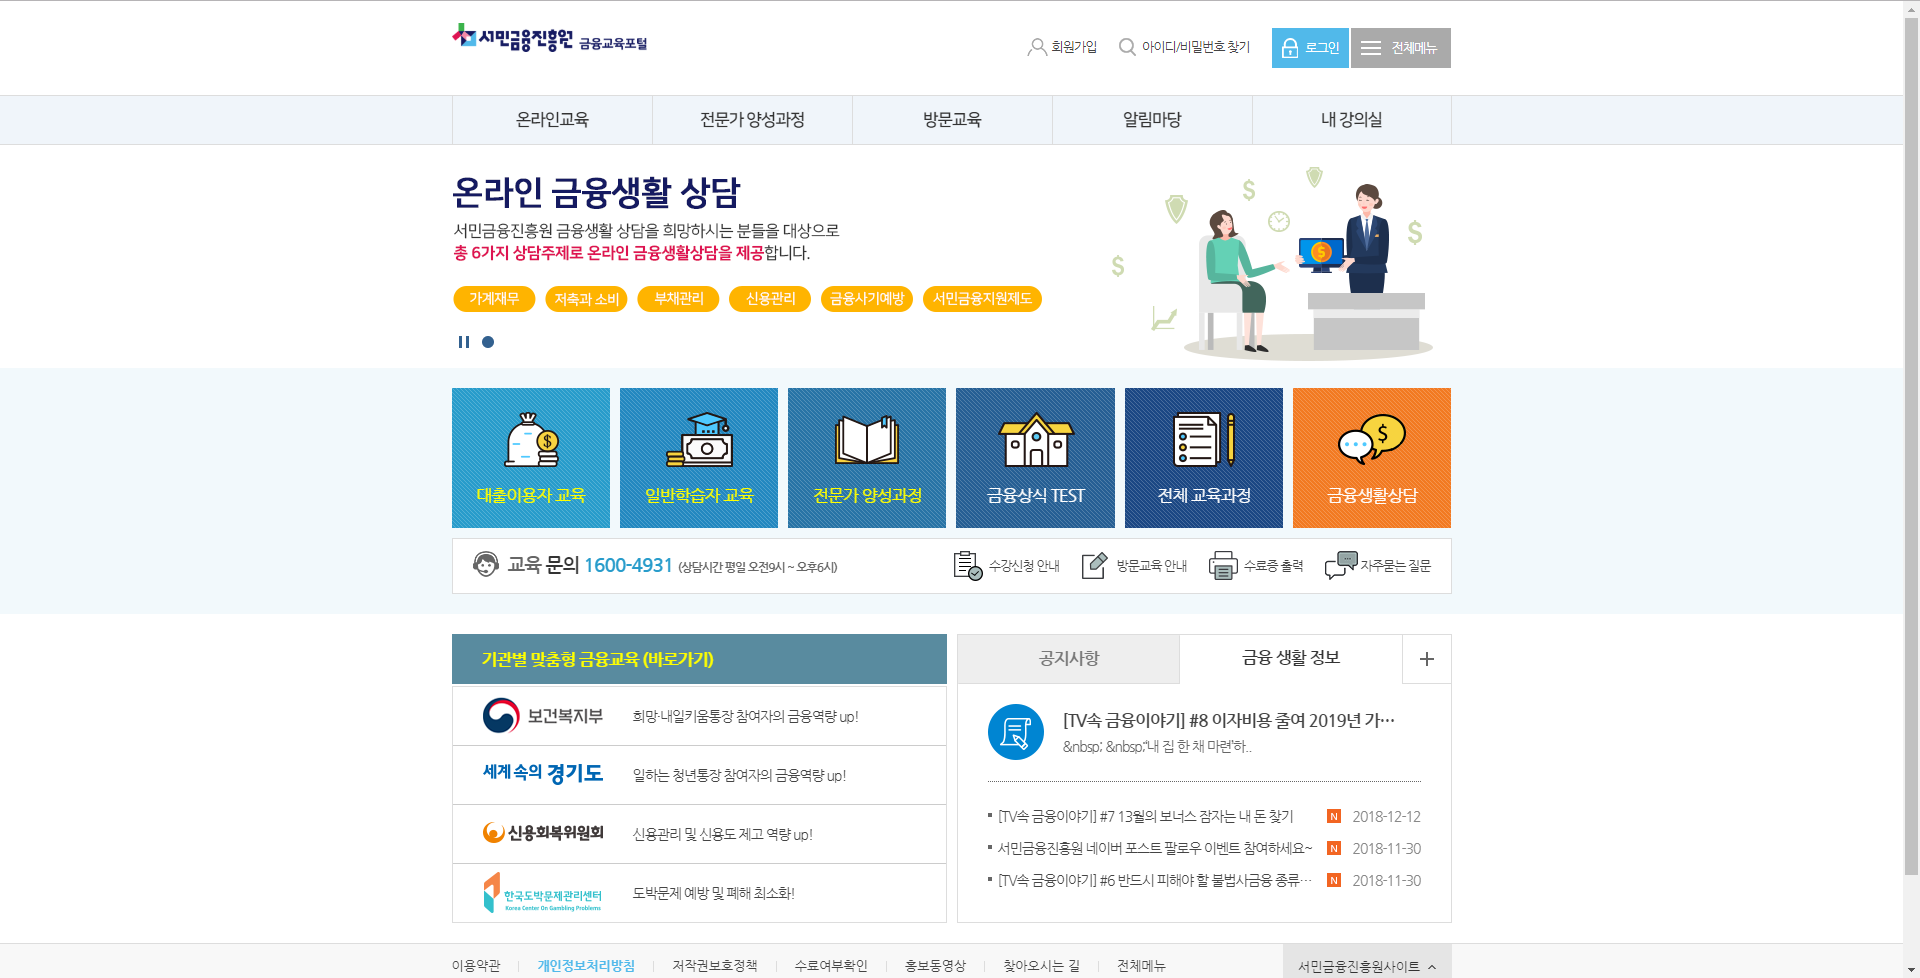 서민금융진흥원 금융교육포털
회원가입
아이디/비밀번호 찾기
로그인
전체메뉴
온라인교육
전문가 양성과정
방문교육
알림마당
내 강의실
온라인 금융생활 상담
서민금융진흥원 금융생활 상담을 희망하시는 분들을 대상으로
총 6가지 상담주제로 온라인 금융생활상담을 제공합니다.
가계재무
저축과 소비
부채관리
신용관리
금융사기예방
서민금융지원제도
대출이용자 교육
일반학습자 교육
전문가 양성과정
금융상식 TEST
전체 교육과정
금융생활상담
교육 문의 1600-4931 (상담시간 평일 오전9시 ~ 오후6시)
수강신청 안내
방문교육 안내
수료증 출력
자주묻는 질문
기관별 맞춤형 금융교육 (바로가기)
보건복지부
희망·내일키움통장 참여자의 금융역량 up!
세계 속의 경기도
일하는 청년통장 참여자의 금융역량 up!
신용회복위원회
신용관리 및 신용도 제고 역량 up!
한국도박문제관리센터
Korea Center On Gambling Problems
도박문제 예방 및 폐해 최소화!
공지사항
금융 생활 정보
[TV속 금융이야기] #8 이자비용 줄여 2019년 가…
&nbsp; &nbsp;“내 집 한 채 마련'하..
[TV속 금융이야기] #7 13월의 보너스 잠자는 내 돈 찾기
N
2018-12-12
서민금융진흥원 네이버 포스트 팔로우 이벤트 참여하세요~
N
2018-11-30
[TV속 금융이야기] #6 반드시 피해야 할 불법사금융 종류…
N
2018-11-30
이용약관
개인정보처리방침
저작권보호정책
수료여부확인
홍보동영상
찾아오시는 길
전체메뉴
서민금융진흥원사이트